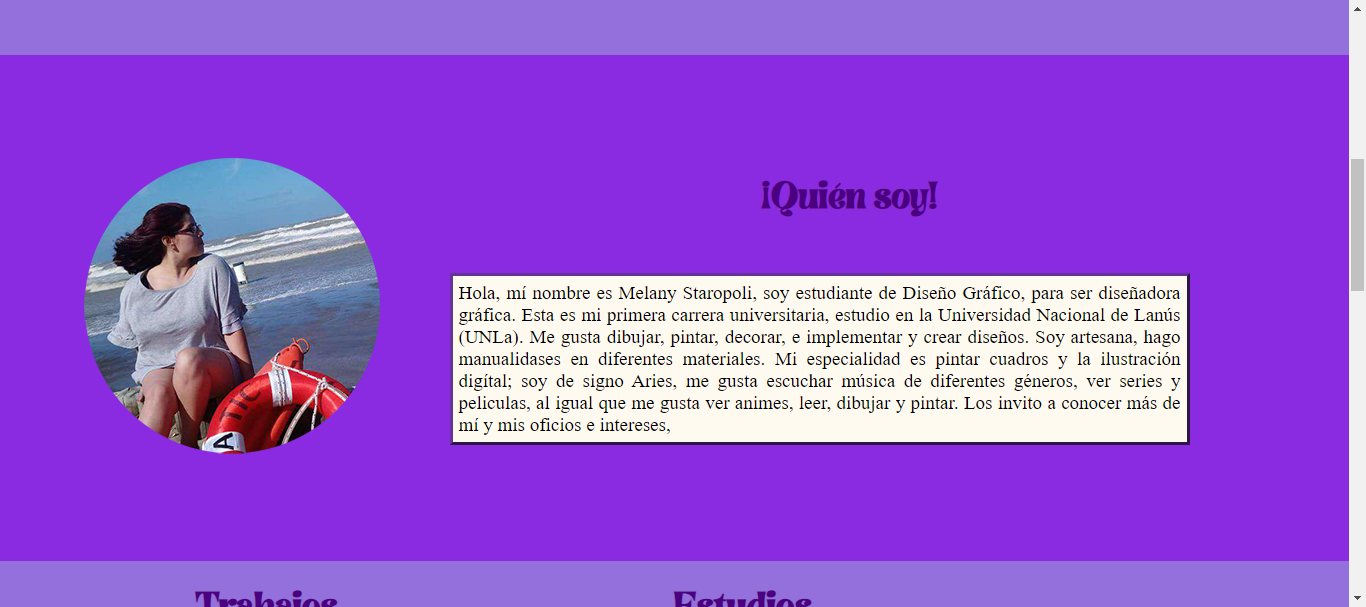 ¡Quién soy!
Hola, mí nombre es Melany Staropoli, soy estudiante de Diseño Gráfico, para ser diseñadora
gráfica. Esta es mi primera carrera universitaria, estudio en la Universidad Nacional de Lanús
(UNLa). Me gusta dibujar, pintar, decorar, e implementar y crear diseños. Soy artesana, hago
manualidases en diferentes materiales. Mi especialidad es pintar cuadros y la ilustración
digítal; soy de signo Aries, me gusta escuchar música de diferentes géneros, ver series y
peliculas, al igual que me gusta ver animes, leer, dibujar y pintar. Los invito a conocer más de
mí y mis oficios e intereses,
Trabajos
Estudios